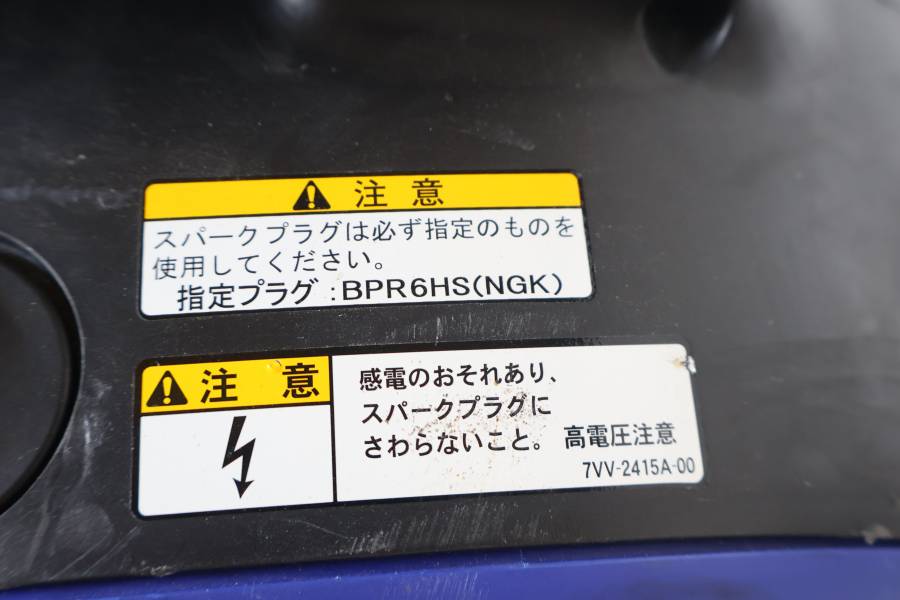 注意
スパークプラグは必ず指定のものを
使用してください。
指定プラグ:BPR6HS(NGK)
注意
感電のおそれあり、
スパークプラグに
さわらないこと。
高電圧注意
7VV-2415A-00